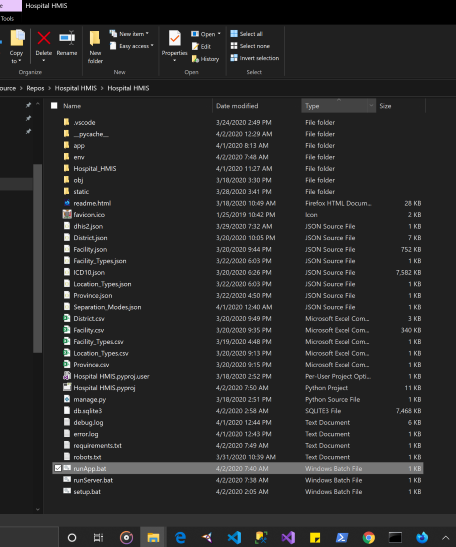 Hospital HMIS
Tools
Copy to
Delete
Rename
New folder
New item
Easy access
Properties
Open
Edit
History
Select all
Select none
Invert selection
Organize
New
Open
Select
ource > Repos > Hospital HMIS > Hospital HMIS
Name Date modified Type Size
.vscode 3/24/2020 2:49 PM File folder
__pycache__ 4/2/2020 12:29 AM File folder
app 4/1/2020 8:13 AM File folder
env 4/2/2020 7:48 AM File folder
Hospital_HMIS 4/1/2020 11:27 AM File folder
obj 3/18/2020 3:30 PM File folder
static 3/28/2020 3:41 PM File folder
readme.html 3/18/2020 10:49 AM Firefox HTML Docum... 28 KB
favicon.ico 1/25/2019 10:42 PM Icon 2 KB
dhis2.json 3/29/2020 7:32 AM JSON Source File 1 KB
District.json 3/20/2020 10:05 PM JSON Source File 7 KB
Facility.json 3/20/2020 9:44 PM JSON Source File 752 KB
Facility_Types.json 3/22/2020 6:03 PM JSON Source File 1 KB
ICD10.json 3/20/2020 6:26 PM JSON Source File 7,582 KB
Location_Types.json 3/22/2020 6:03 PM JSON Source File 1 KB
Province.json 3/22/2020 4:50 PM JSON Source File 1 KB
Separation_Modes.json 4/1/2020 12:40 AM JSON Source File 1 KB
District.csv 3/20/2020 9:49 PM Microsoft Excel Com... 3 KB
Facility.csv 3/20/2020 9:35 PM Microsoft Excel Com... 340 KB
Facility_Types.csv 3/19/2020 4:48 PM Microsoft Excel Com... 1 KB
Location_Types.csv 3/20/2020 9:13 PM Microsoft Excel Com... 1 KB
Province.csv 3/20/2020 9:15 PM Microsoft Excel Com... 1 KB
Hospital HMIS.pyproj.user 3/18/2020 2:52 PM Per-User Project Opti... 1 KB
Hospital HMIS.pyproj 4/2/2020 7:50 AM Python Project 11 KB
manage.py 3/18/2020 2:51 PM Python Source File 1 KB
db.sqlite3 4/2/2020 2:58 AM SQLITE3 File 7,468 KB
debug.log 4/1/2020 12:44 PM Text Document 1 KB
error.log 4/1/2020 12:43 PM Text Document 1 KB
requirements.txt 4/2/2020 7:49 AM Text Document 1 KB
robots.txt 3/31/2020 10:39 AM Text Document 1 KB
runApp.bat 4/2/2020 7:40 AM Windows Batch File 1 KB
runServer.bat 4/2/2020 7:38 AM Windows Batch File 1 KB
setup.bat 4/2/2020 2:05 AM Windows Batch File 1 KB